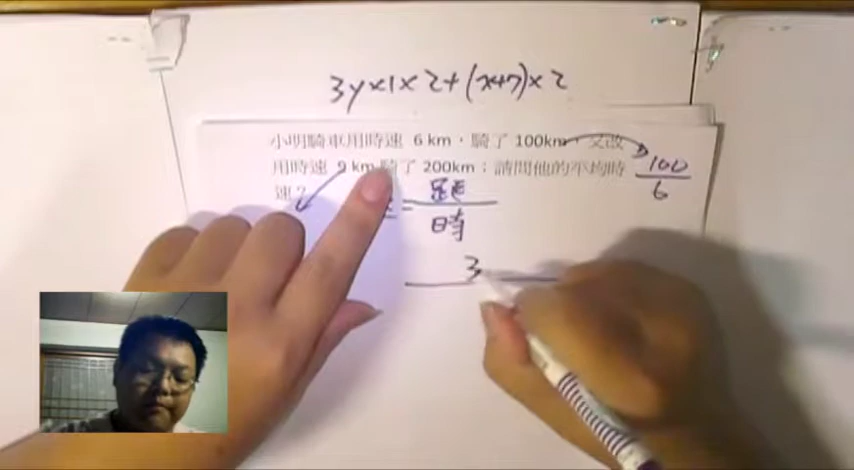 3y×1×2+(x+7)×2
小明騎車用時速 6 km，騎了 100km，又改
用時速 9 km騎了 200km；請問他的平均時
速？
100
6
= 距
時
3